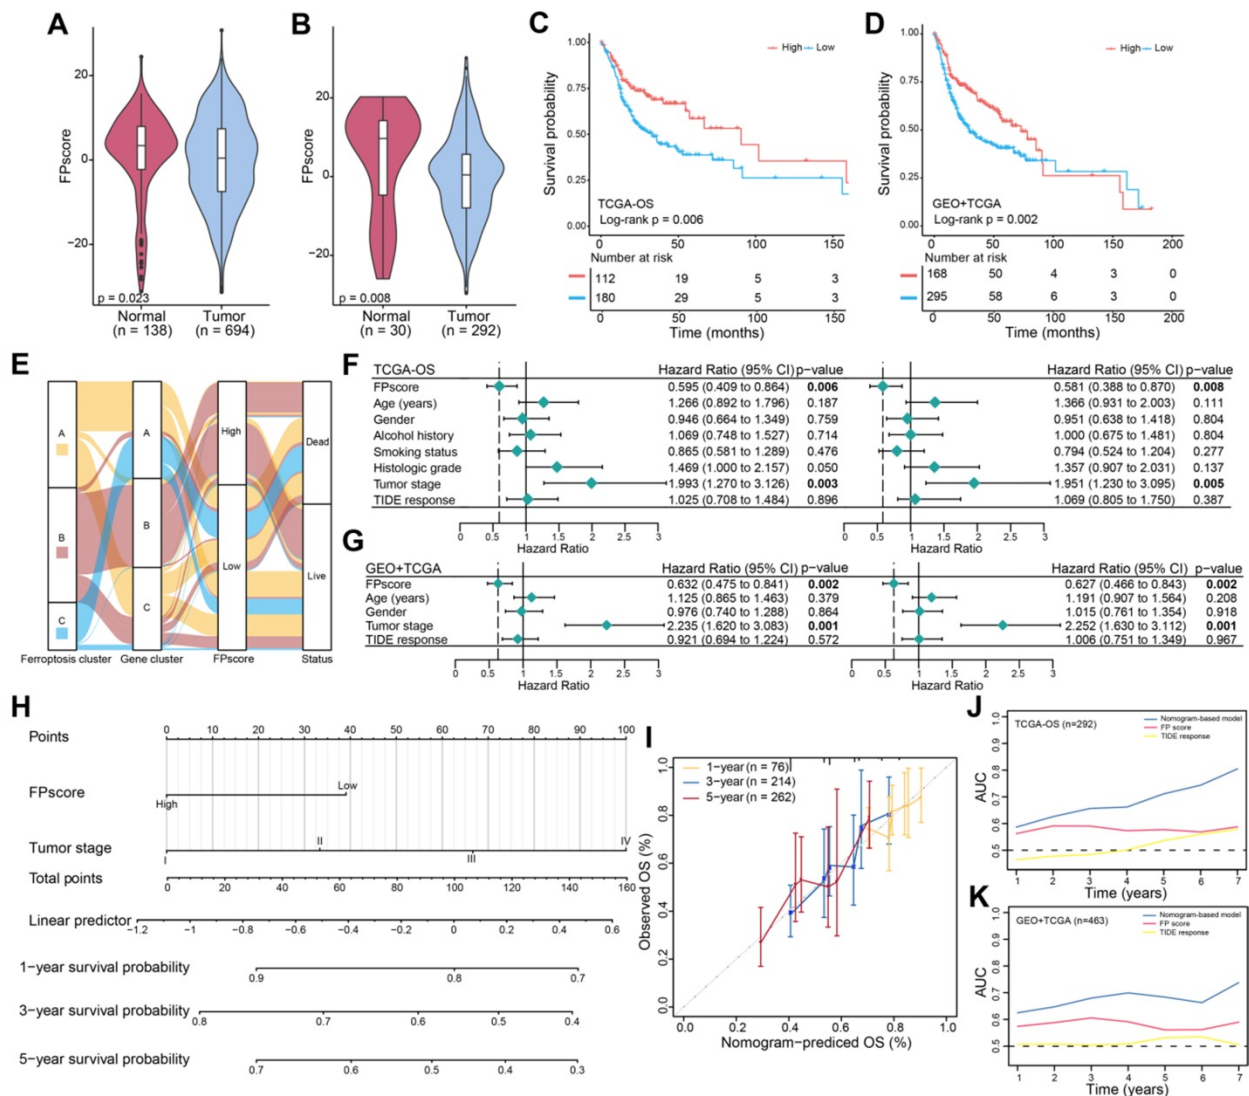 A
FPscore
20
0
−20
p = 0.023
Normal
(n = 138)
Tumor
(n = 694)
B
FPscore
20
0
−20
p = 0.008
Normal
(n = 30)
Tumor
(n = 292)
C
Survival probability
1.00
0.75
0.50
0.25
0.00
High Low
TCGA-OS
Log-rank p = 0.006
0 50 100 150
Number at risk
112 19 5 3
180 29 5 3
0 50 100 150
Time (months)
D
Survival probability
1.00
0.75
0.50
0.25
0.00
High Low
GEO+TCGA
Log-rank p = 0.002
0 50 100 150 200
Number at risk
168 50 4 3 0
295 58 6 3 0
0 50 100 150 200
Time (months)
E
A
B
C
A
B
C
High
Low
Dead
Live
Ferroptosis cluster Gene cluster FPscore Status
F
TCGA-OS Hazard Ratio (95% CI) p−value Hazard Ratio (95% CI) p−value
FPscore 0.595 (0.409 to 0.864) 0.006 0.581 (0.388 to 0.870) 0.008
Age (years) 1.266 (0.892 to 1.796) 0.187 1.366 (0.931 to 2.003) 0.111
Gender 0.946 (0.664 to 1.349) 0.759 0.951 (0.638 to 1.418) 0.804
Alcohol history 1.069 (0.748 to 1.527) 0.714 1.000 (0.675 to 1.481) 0.804
Smoking status 0.865 (0.581 to 1.289) 0.476 0.794 (0.524 to 1.204) 0.277
Histologic grade 1.469 (1.000 to 2.157) 0.050 1.357 (0.907 to 2.031) 0.137
Tumor stage 1.993 (1.270 to 3.126) 0.003 1.951 (1.230 to 3.095) 0.005
TIDE response 1.025 (0.708 to 1.484) 0.896 1.069 (0.805 to 1.750) 0.387
0 0.5 1 1.5 2 2.5 3 0 0.5 1 1.5 2 2.5 3
Hazard Ratio Hazard Ratio
G
GEO+TCGA Hazard Ratio (95% CI) p−value Hazard Ratio (95% CI) p−value
FPscore 0.632 (0.475 to 0.841) 0.002 0.627 (0.466 to 0.843) 0.002
Age (years) 1.125 (0.865 to 1.463) 0.379 1.191 (0.907 to 1.564) 0.208
Gender 0.976 (0.740 to 1.288) 0.864 1.015 (0.761 to 1.354) 0.918
Tumor stage 2.235 (1.620 to 3.083) 0.001 2.252 (1.630 to 3.112) 0.001
TIDE response 0.921 (0.694 to 1.224) 0.572 1.006 (0.751 to 1.349) 0.967
0 0.5 1 1.5 2 2.5 3 0 0.5 1 1.5 2 2.5 3
Hazard Ratio Hazard Ratio
H
Points 0 10 20 30 40 50 60 70 80 90 100
FPscore High Low
Tumor stage I II III IV
Total points 0 20 40 60 80 100 120 140 160
Linear predictor −1.2 −1 −0.8 −0.6 −0.4 −0.2 0 0.2 0.4 0.6
1−year survival probability 0.9 0.8 0.7
3−year survival probability 0.8 0.7 0.6 0.5 0.4
5−year survival probability 0.7 0.6 0.5 0.4 0.3
I
Observed OS (%)
1.0
0.8
0.6
0.4
0.2
0.0
1−year (n = 76)
3−year (n = 214)
5−year (n = 262)
0.0 0.2 0.4 0.6 0.8 1.0
Nomogram−prediced OS (%)
J
AUC
1.0
0.9
0.8
0.7
0.6
0.5
TCGA-OS (n=292)
Nomogram-based model
FP score
TIDE response
1 2 3 4 5 6 7
Time (years)
K
AUC
1.0
0.9
0.8
0.7
0.6
0.5
GEO+TCGA (n=463)
Nomogram-based model
FP score
TIDE response
1 2 3 4 5 6 7
Time (years)